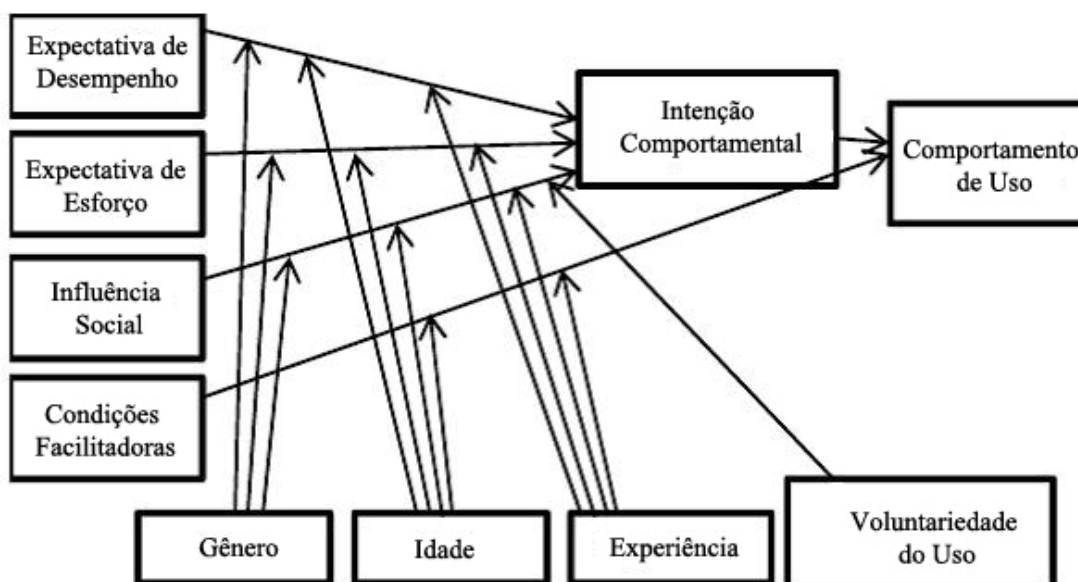 Expectativa de
Desempenho
Expectativa de
Esforço
Influência
Social
Condições
Facilitadoras
Intenção
Comportamental
Comportamento
de Uso
Gênero
Idade
Experiência
Voluntariedade
do Uso